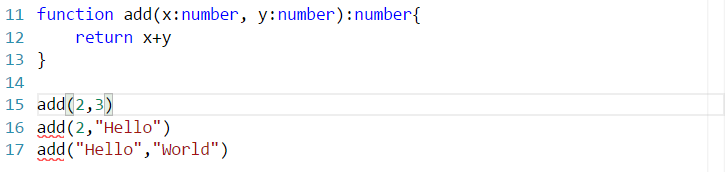 11 function add(x:number, y:number):number{
12     return x+y
13 }
14
15 add(2,3)
16 add(2,"Hello")
17 add("Hello","World")